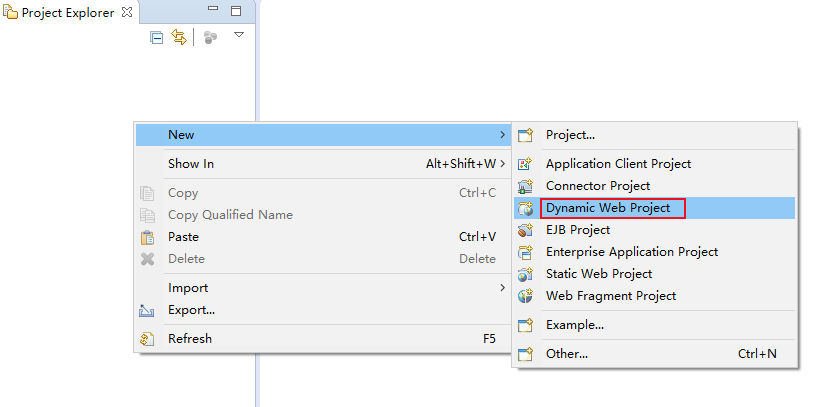 Project Explorer
New
Show In Alt+Shift+W
Copy Ctrl+C
Copy Qualified Name
Paste Ctrl+V
Delete Delete
Import
Export...
Refresh F5
Project...
Application Client Project
Connector Project
Dynamic Web Project
EJB Project
Enterprise Application Project
Static Web Project
Web Fragment Project
Example...
Other... Ctrl+N